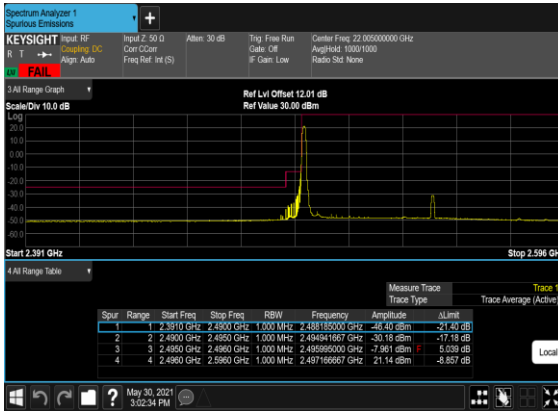 Spectrum Analyzer 1
Spurious Emissions
+
KEYSIGHT Input: RF Input Z: 50 Ω Atten: 30 dB Trig: Free Run Center Freq: 22.005000000 GHz
R T Coupling: DC Corr CCorr Gate: Off Avg|Hold: 1000/1000
Align: Auto Freq Ref: Int (S) IF Gain: Low Radio Std: None
FAIL
3 All Range Graph
Ref Lvl Offset 12.01 dB
Scale/Div 10.0 dB Ref Value 30.00 dBm
Log
20.0
10.0
0.00
-10.0
-20.0
-30.0
-40.0
-50.0
-60.0
Start 2.391 GHz Stop 2.596 GH
4 All Range Table
Measure Trace Trace 1
Trace Type Trace Average (Active)
Spur Range Start Freq Stop Freq RBW Frequency Amplitude ΔLimit
1 1 2.3910 GHz 2.4900 GHz 1.000 MHz 2.488185000 GHz -46.40 dBm -21.40 dB
2 2 2.4900 GHz 2.4950 GHz 1.000 MHz 2.494941667 GHz -30.18 dBm -17.18 dB
3 3 2.4950 GHz 2.4960 GHz 1.000 MHz 2.495995000 GHz -7.961 dBm F 5.039 dB
4 4 2.4960 GHz 2.5960 GHz 1.000 MHz 2.497166667 GHz 21.14 dBm -8.857 dB
Local
? May 30, 2021
3:02:34 PM